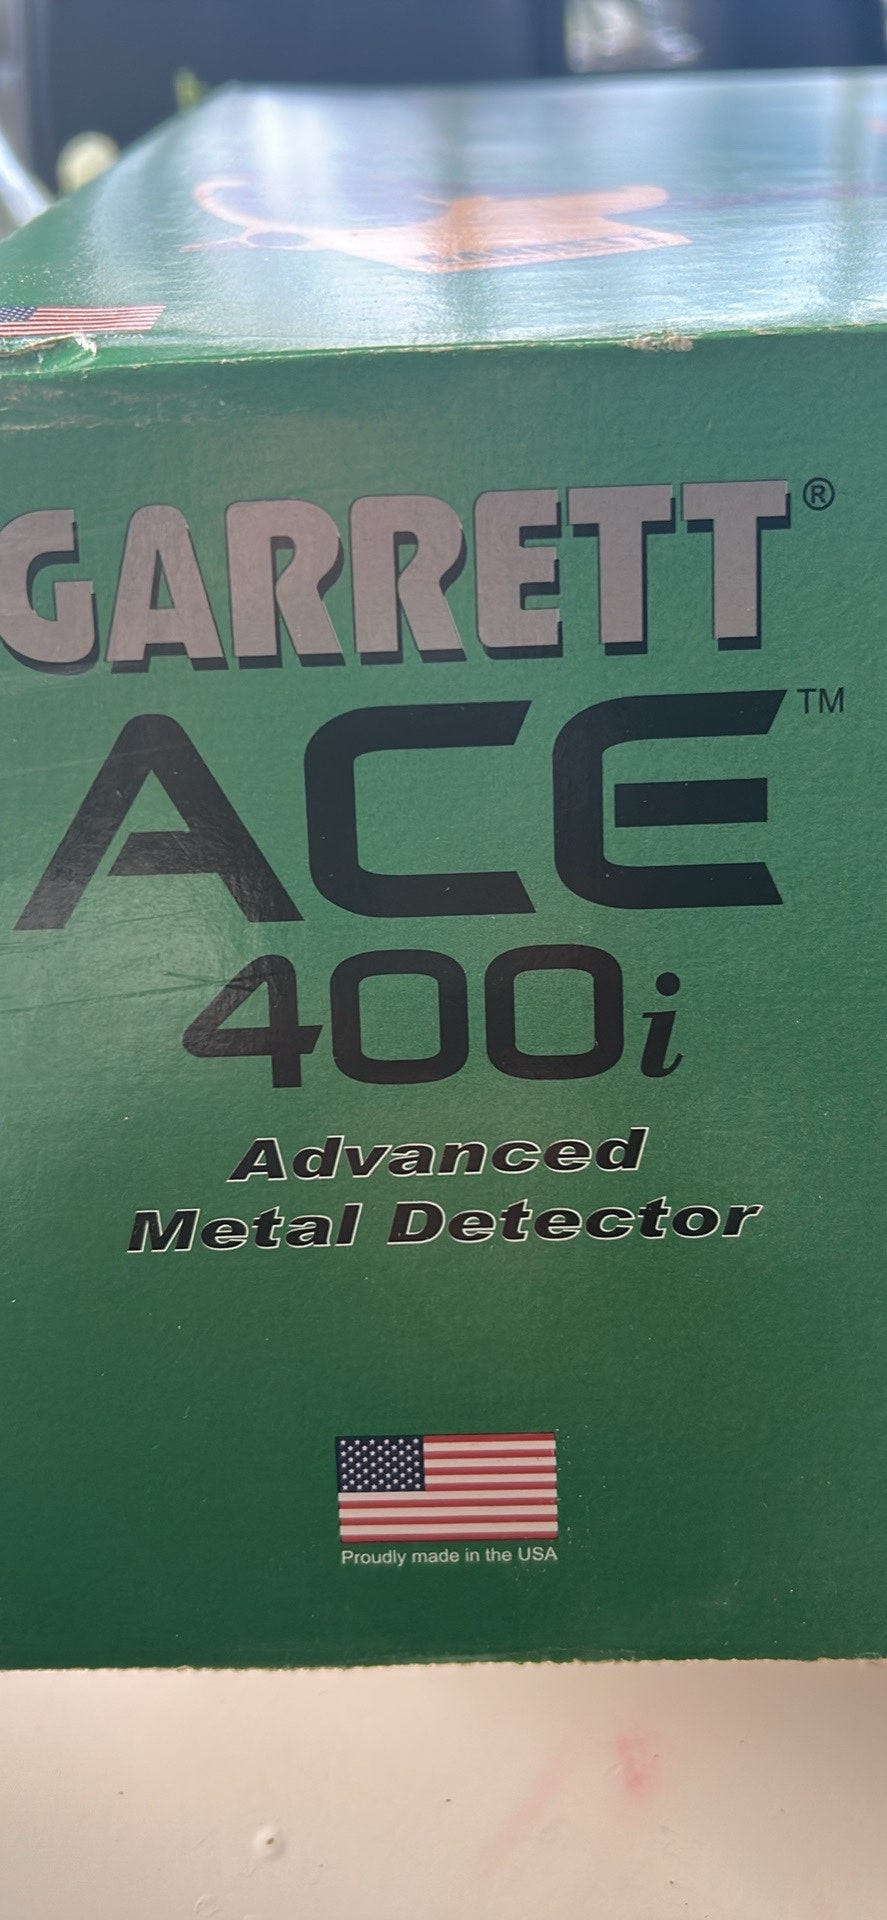 GARRETT®
ACE™
400i
Advanced
Metal Detector
Proudly made in the USA